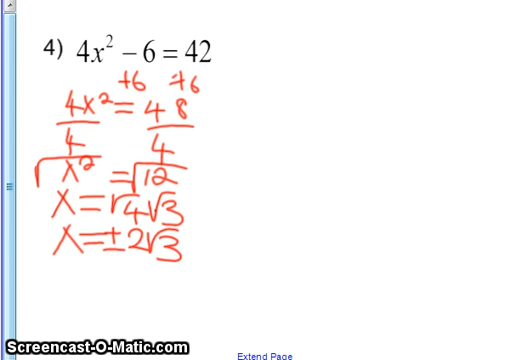 4) 4x² − 6 = 42
+6 +6
4x² = 48
4 4
√x² = √12
x = √4√3
x = ±2√3
Screencast-O-Matic.com
Extend Page